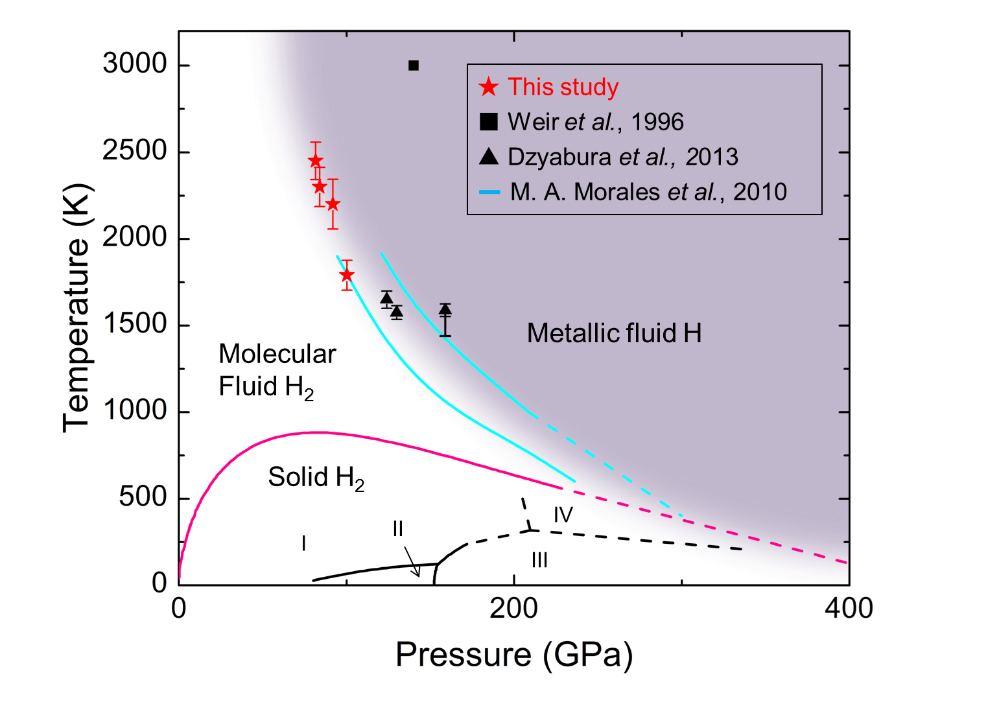 3000
2500
2000
1500
1000
500
0
Temperature (K)
This study
Weir et al., 1996
Dzyabura et al., 2013
M. A. Morales et al., 2010
Metallic fluid H
Molecular
Fluid H₂
Solid H₂
I
II
IV
III
0
200
400
Pressure (GPa)